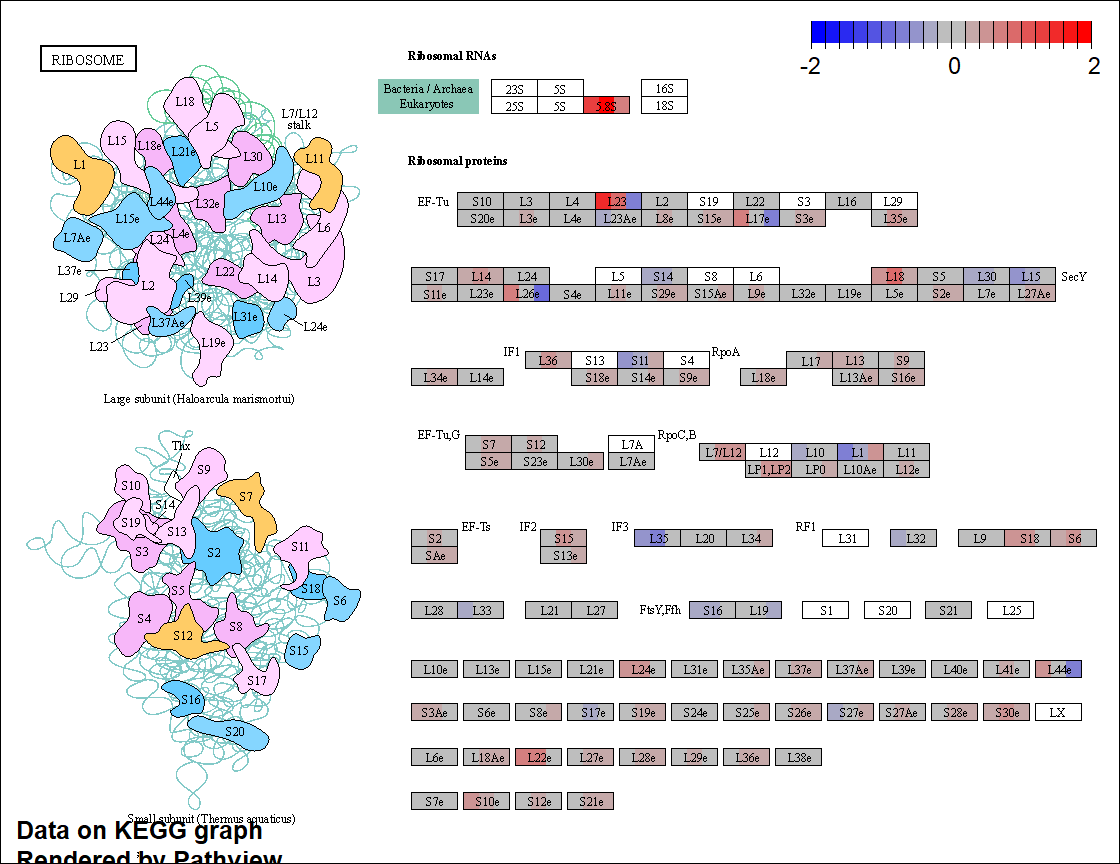 RIBOSOME
Ribosomal RNAs
-2 0 2
Bacteria / Archaea 23S 5S 16S
Eukaryotes 25S 5S 5.8S 18S
Ribosomal proteins
EF-Tu S10 L3 L4 L23 L2 S19 L22 S3 L16 L29
S20e L3e L4e L23Ae L8e S15e L17e S3e L35e
S17 L14 L24 L5 S14 S8 L6 L18 S5 L30 L15 SecY
S11e L23e L26e S4e L11e S29e S15Ae L9e L32e L19e L5e S2e L7e L27Ae
IF1 L36 S13 S11 S4 RpoA L17 L13 S9
L34e L14e S18e S14e S9e L18e L13Ae S16e
EF-Tu,G S7 S12 L7A RpoC,B L7/L12 L12 L10 L1 L11
S5e S23e L30e L7Ae LP1,LP2 LP0 L10Ae L12e
S2 EF-Ts IF2 S15 IF3 L35 L20 L34 RF1 L31 L32 L9 S18 S6
SAe S13e
L28 L33 L21 L27 FtsY,Ffh S16 L19 S1 S20 S21 L25
L10e L13e L15e L21e L24e L31e L35Ae L37e L37Ae L39e L40e L41e L44e
S3Ae S6e S8e S17e S19e S24e S25e S26e S27e S27Ae S28e S30e LX
L6e L18Ae L22e L27e L28e L29e L36e L38e
S7e S10e S12e S21e
L18
L5
L7/L12
stalk
L15
L18e
L21e
L30
L11
L1
L10e
L44e
L32e
L15e
L13
L6
L7Ae
L24
L4e
L37e
L22
L14
L3
L2
L29
L39e
L37Ae
L31e
L24e
L23
L19e
Large subunit (Haloarcula marismortui)
Thx
S9
S10
S7
S14
S19
S13
S3
S2
S11
S5
S18
S6
S4
S12
S8
S15
S17
S16
S20
Small subunit (Thermus aquaticus)
Data on KEGG graph
Rendered by Pathview